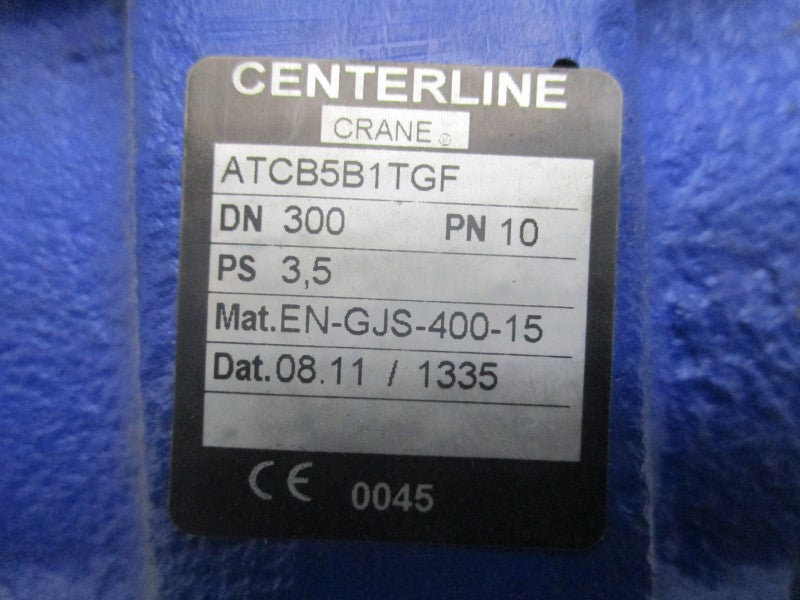 CENTERLINE
CRANE®
ATCB5B1TGF
DN 300 PN 10
PS 3,5
Mat.EN-GJS-400-15
Dat.08.11 / 1335
CE 0045